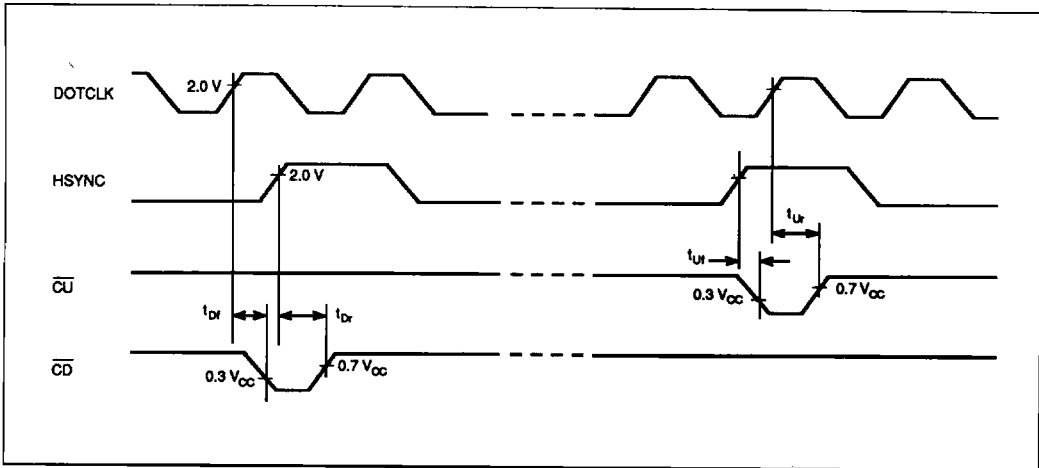 DOTCLK
2.0 V
HSYNC
2.0 V
tUr
tUf
CU
0.3 VCC
0.7 VCC
tDf
tDr
CD
0.3 VCC
0.7 VCC